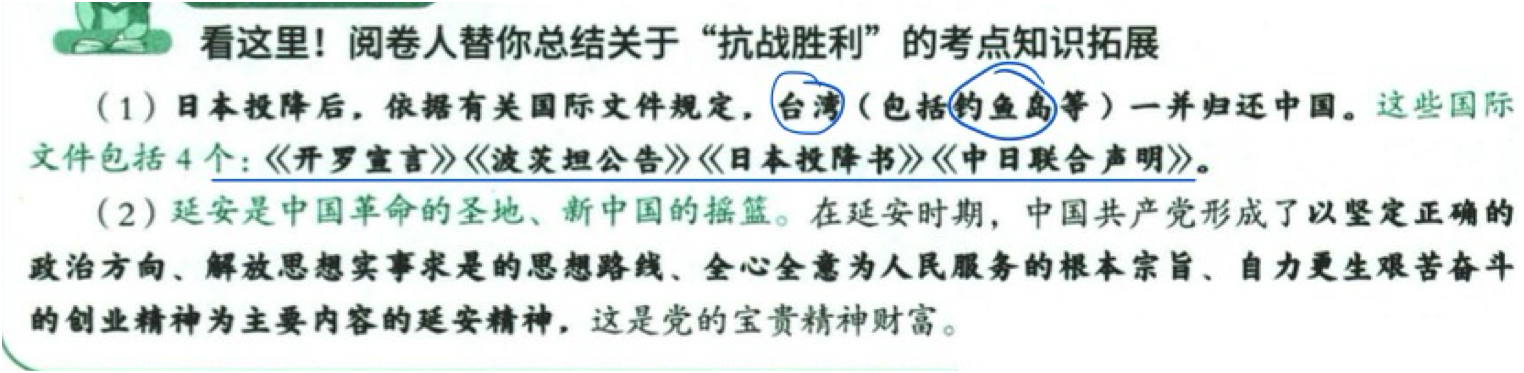 看这里！阅卷人替你总结关于“抗战胜利”的考点知识拓展
（1）日本投降后，依据有关国际文件规定，台湾（包括钓鱼岛等）一并归还中国。这些国际
文件包括 4 个：《开罗宣言》《波茨坦公告》《日本投降书》《中日联合声明》。
（2）延安是中国革命的圣地、新中国的摇篮。在延安时期，中国共产党形成了以坚定正确的
政治方向、解放思想实事求是的思想路线、全心全意为人民服务的根本宗旨、自力更生艰苦奋斗
的创业精神为主要内容的延安精神，这是党的宝贵精神财富。